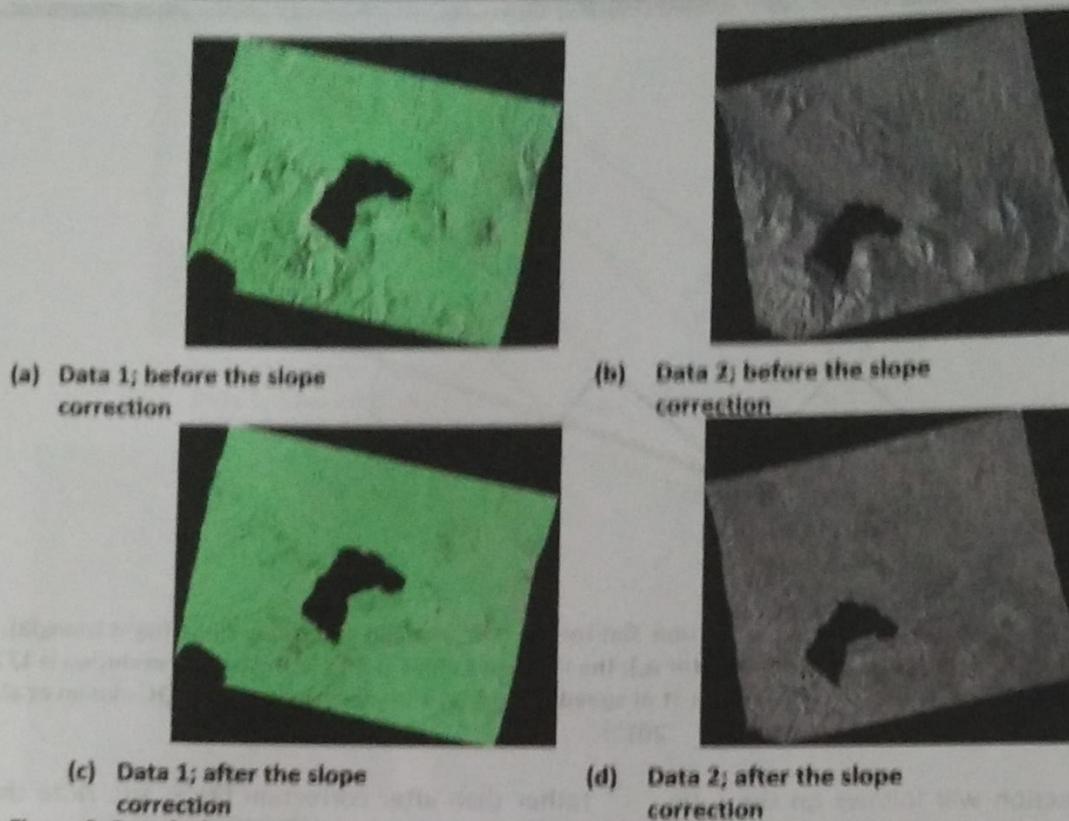 (a) Data 1; before the slope
correction
(b) Data 2; before the slope
correction
(c) Data 1; after the slope
correction
(d) Data 2; after the slope
correction